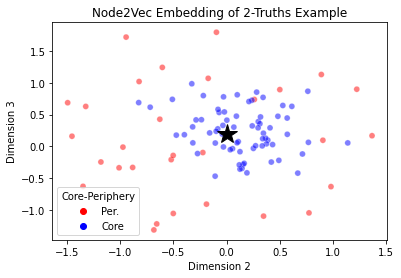 Node2Vec Embedding of 2-Truths Example
Dimension 3
1.5
1.0
0.5
0.0
−0.5
−1.0
Core-Periphery
Per.
Core
−1.5 −1.0 −0.5 0.0 0.5 1.0 1.5
Dimension 2